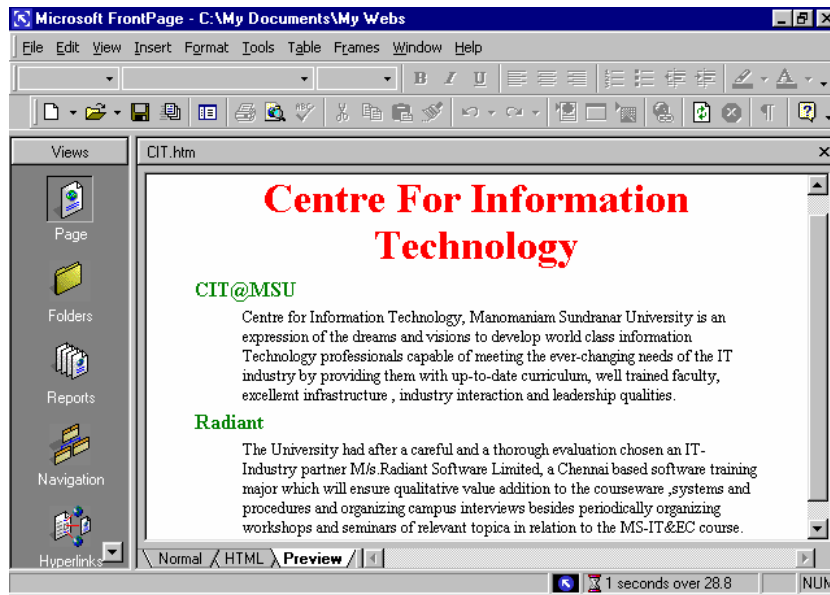 Microsoft FrontPage - C:\My Documents\My Webs
File Edit View Insert Format Tools Table Frames Window Help
B I U A
ABC
Views
CIT.htm
Centre For Information
Technology
Page
CIT@MSU
Centre for Information Technology, Manomaniam Sundranar University is an
expression of the dreams and visions to develop world class information
Folders
Technology professionals capable of meeting the ever-changing needs of the IT
industry by providing them with up-to-date curriculum, well trained faculty,
excellemt infrastructure , industry interaction and leadership qualities.
Reports
Radiant
The University had after a careful and a thorough evaluation chosen an IT-
Industry partner M/s.Radiant Software Limited, a Chennai based software training
Navigation
major which will ensure qualitative value addition to the courseware ,systems and
procedures and organizing campus interviews besides periodically organizing
workshops and seminars of relevant topica in relation to the MS-IT&EC course.
Hyperlinks
Normal HTML Preview
1 seconds over 28.8 NUM